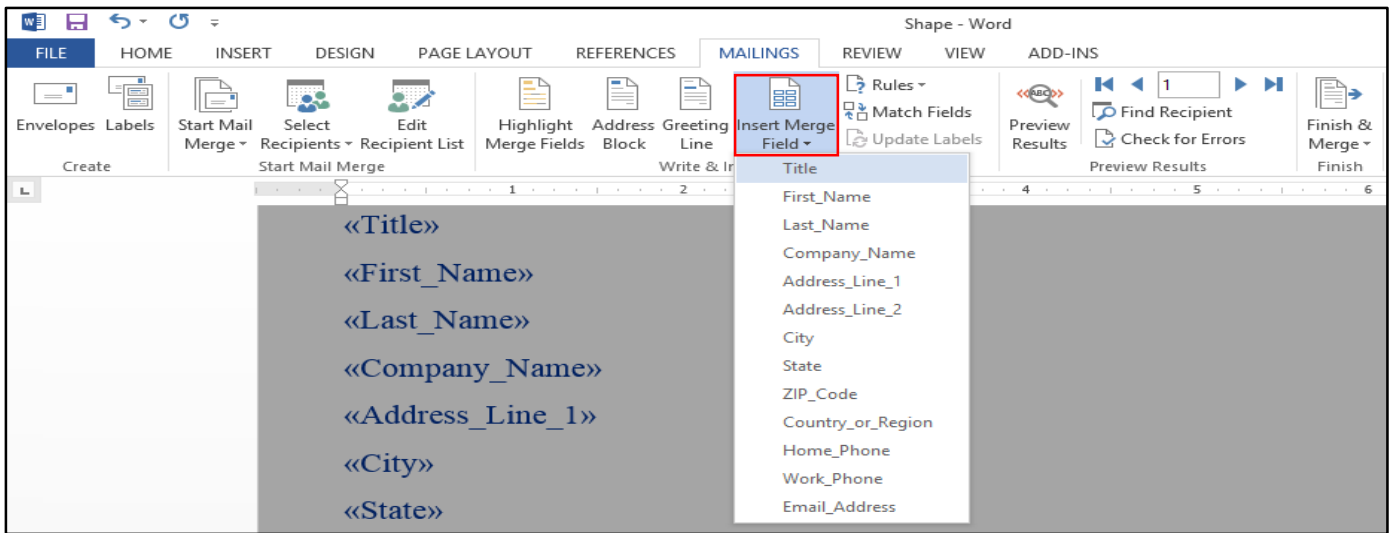 Shape - Word
FILE HOME INSERT DESIGN PAGE LAYOUT REFERENCES MAILINGS REVIEW VIEW ADD-INS
Envelopes
Labels
Start Mail
Merge
Select
Recipients
Edit
Recipient List
Highlight
Merge Fields
Address
Block
Greeting
Line
Insert Merge
Field
Rules
Match Fields
Update Labels
«ABC»
Preview
Results
1
Find Recipient
Check for Errors
Finish &
Merge
Create
Start Mail Merge
Write & In
Preview Results
Finish
L
1 2 4 5 6
Title
First_Name
Last_Name
Company_Name
Address_Line_1
Address_Line_2
City
State
ZIP_Code
Country_or_Region
Home_Phone
Work_Phone
Email_Address
«Title»
«First_Name»
«Last_Name»
«Company_Name»
«Address_Line_1»
«City»
«State»